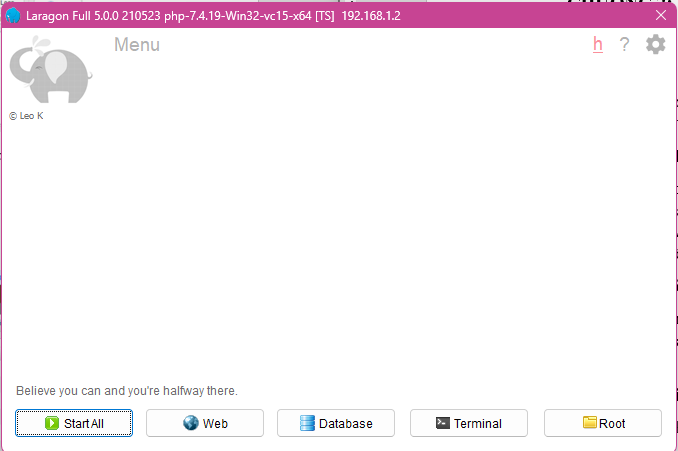 Laragon Full 5.0.0 210523 php-7.4.19-Win32-vc15-x64 [TS] 192.168.1.2
Menu
h ?
© Leo K
Believe you can and you're halfway there.
Start All Web Database Terminal Root